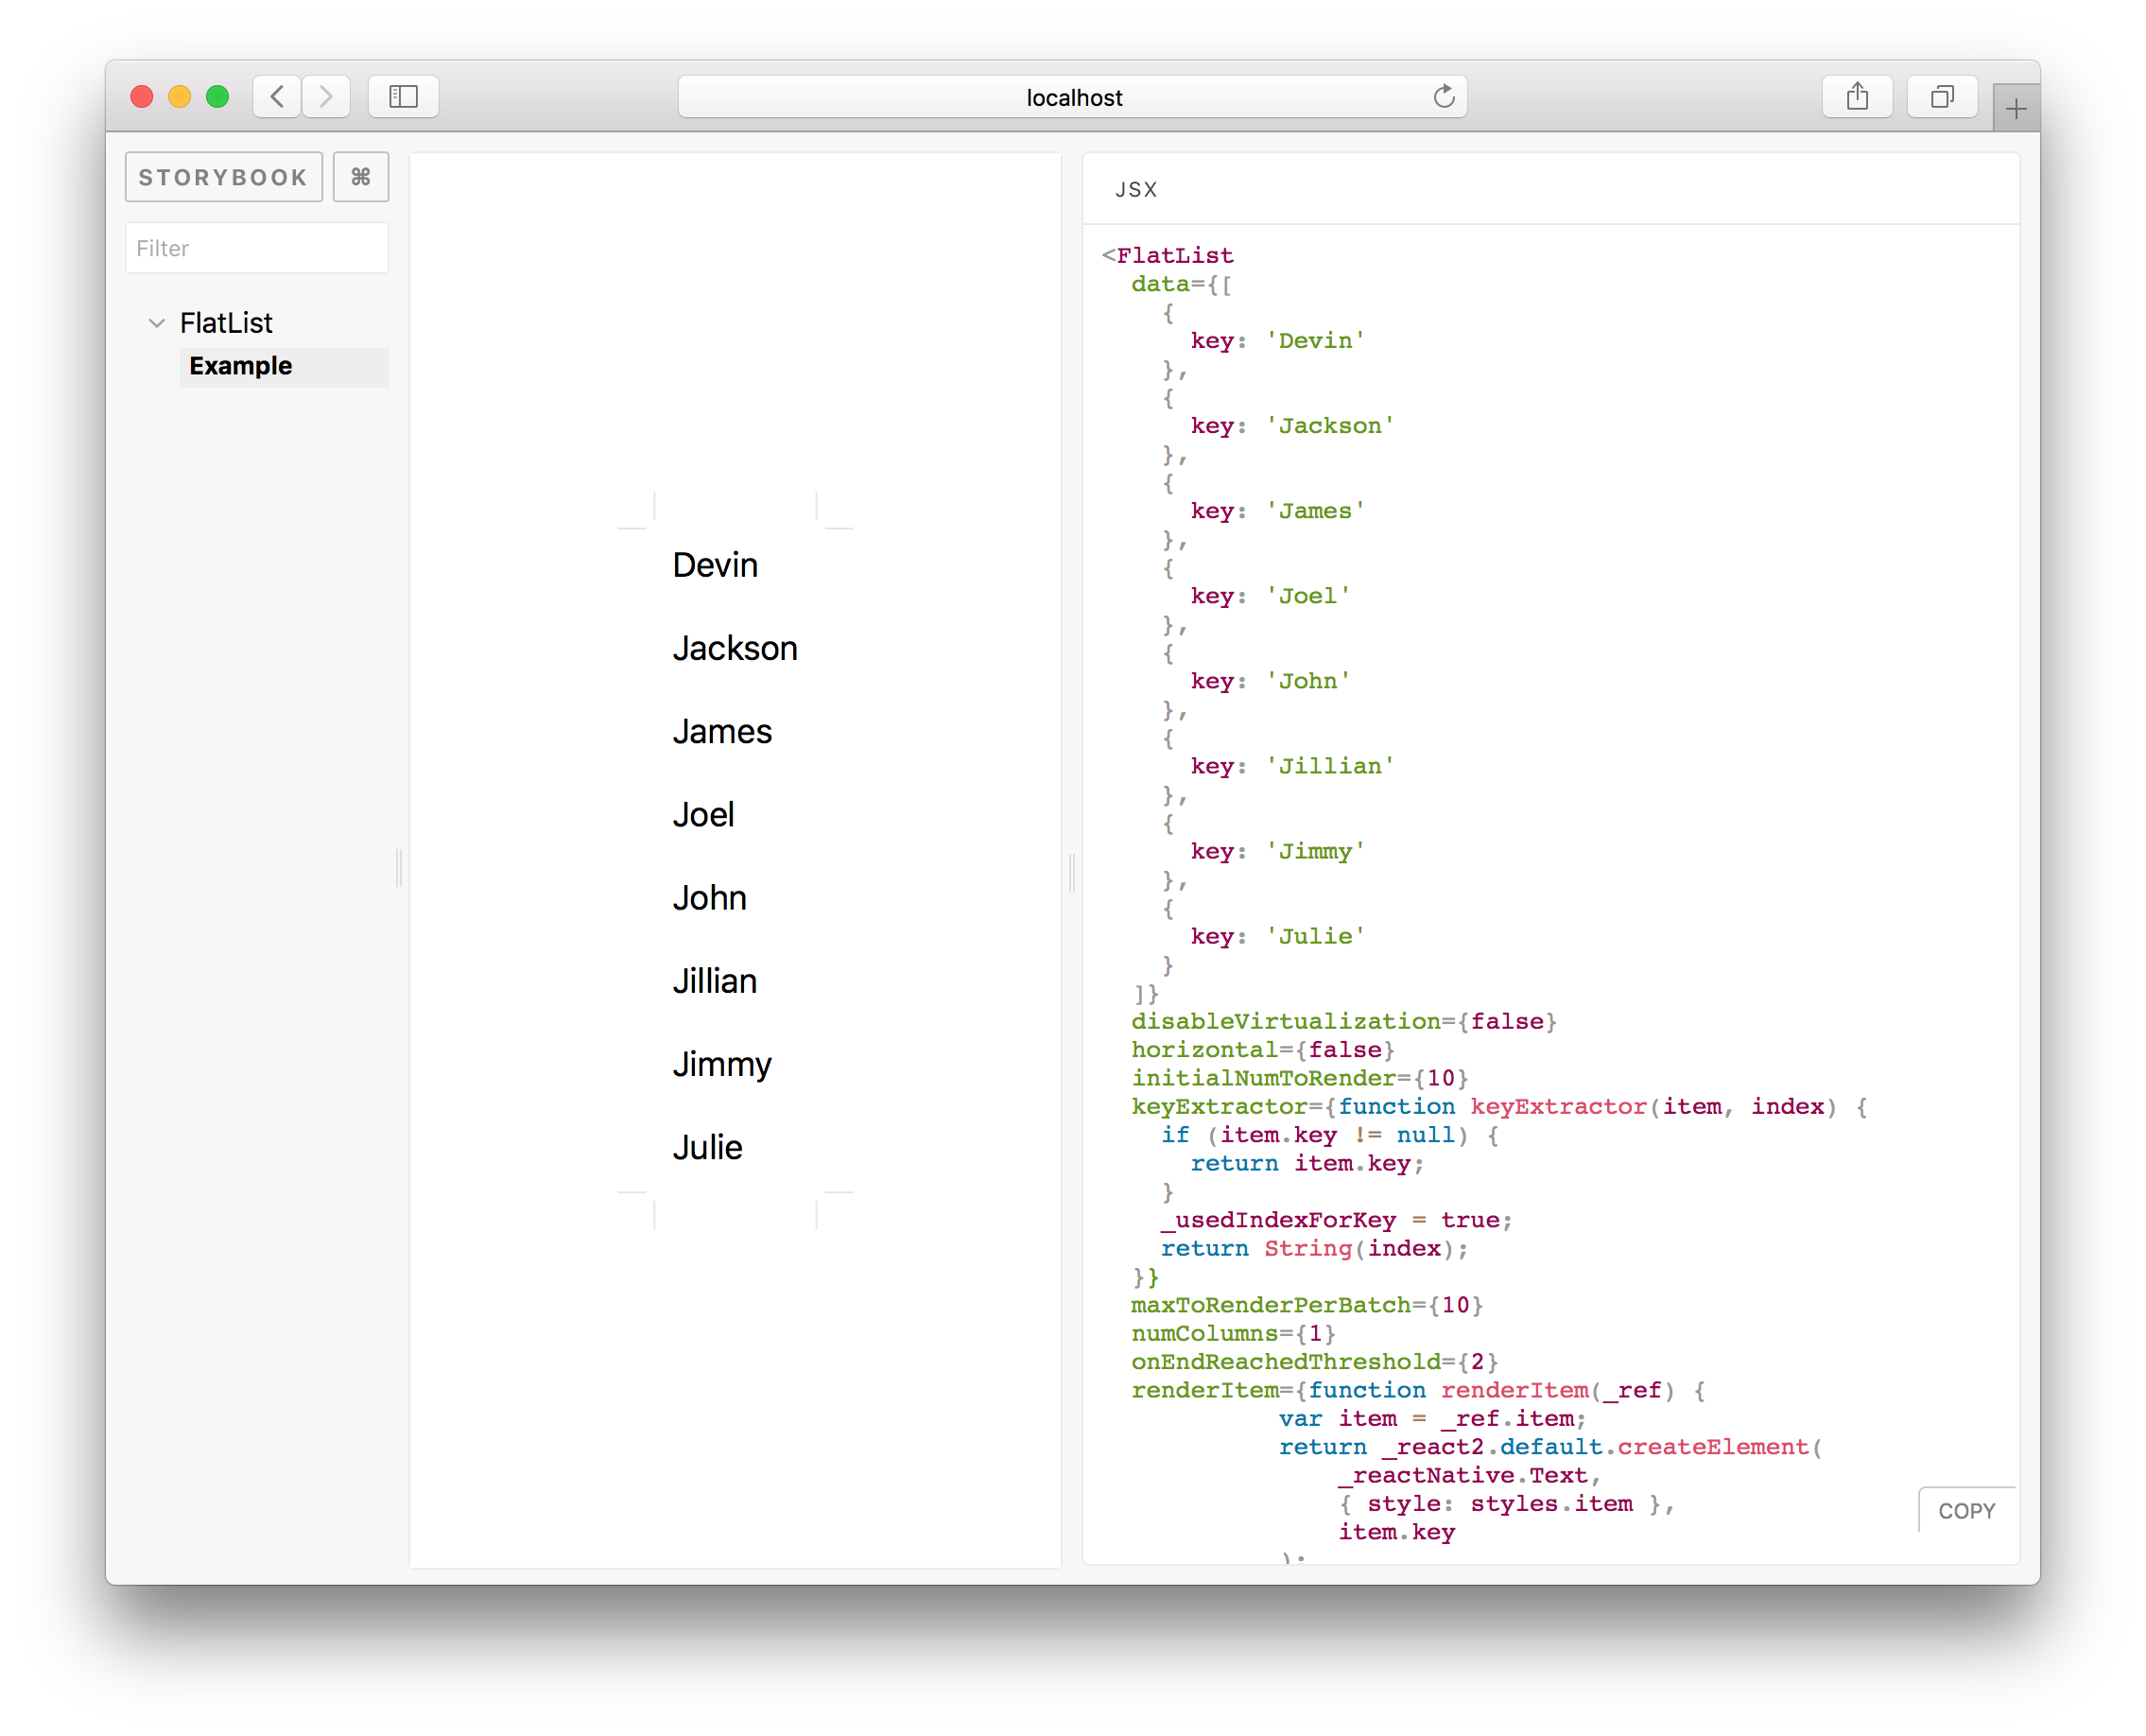 localhost
STORYBOOK ⌘
Filter
FlatList
Example
Devin
Jackson
James
Joel
John
Jillian
Jimmy
Julie
JSX
<FlatList
  data={[
    {
      key: 'Devin'
    },
    {
      key: 'Jackson'
    },
    {
      key: 'James'
    },
    {
      key: 'Joel'
    },
    {
      key: 'John'
    },
    {
      key: 'Jillian'
    },
    {
      key: 'Jimmy'
    },
    {
      key: 'Julie'
    }
  ]}
  disableVirtualization={false}
  horizontal={false}
  initialNumToRender={10}
  keyExtractor={function keyExtractor(item, index) {
    if (item.key != null) {
      return item.key;
    }
    _usedIndexForKey = true;
    return String(index);
  }}
  maxToRenderPerBatch={10}
  numColumns={1}
  onEndReachedThreshold={2}
  renderItem={function renderItem(_ref) {
            var item = _ref.item;
            return _react2.default.createElement(
                _reactNative.Text,
                { style: styles.item },
                item.key
            );
COPY